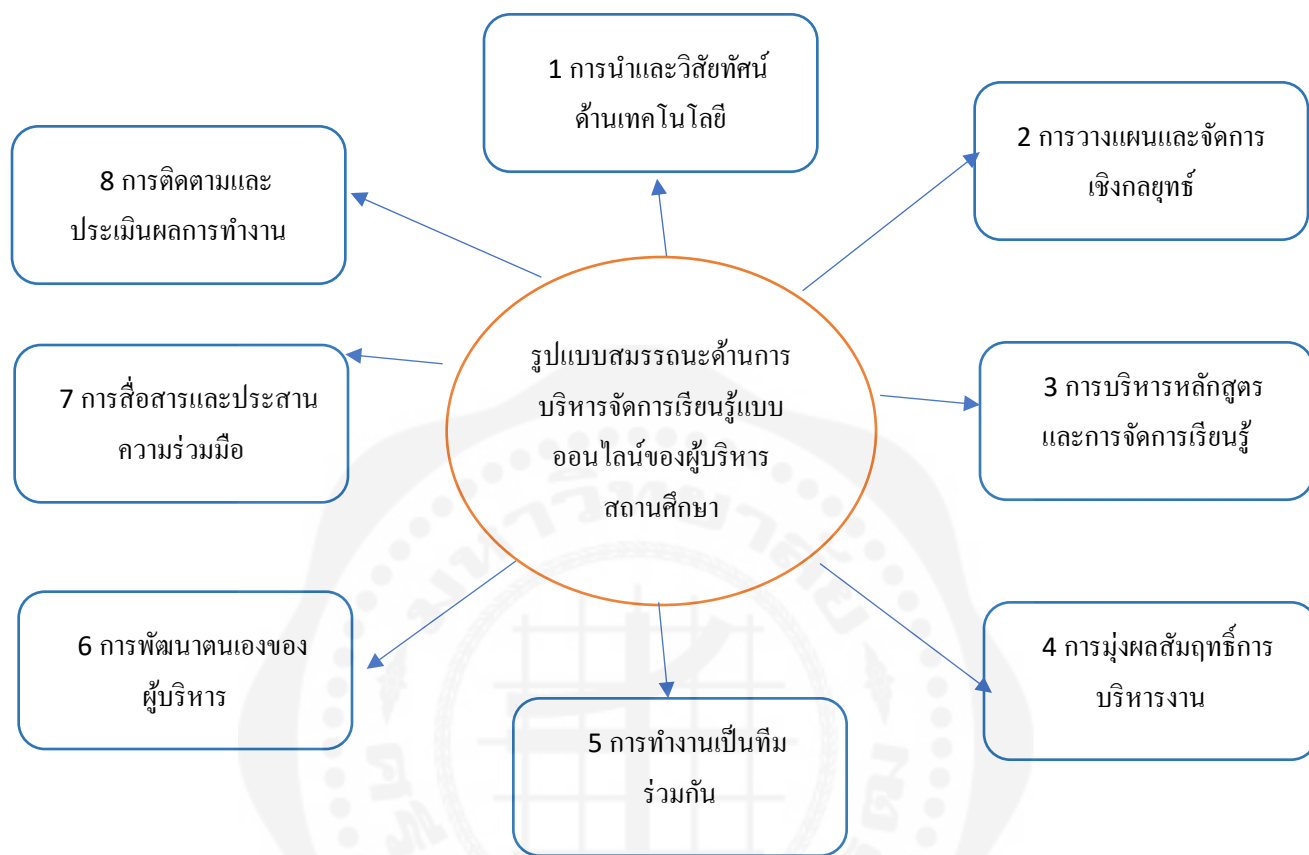 1 การนำและวิสัยทัศน์
ด้านเทคโนโลยี
2 การวางแผนและจัดการ
เชิงกลยุทธ์
8 การติดตามและ
ประเมินผลการทำงาน
รูปแบบสมรรถนะด้านการ
บริหารจัดการเรียนรู้แบบ
ออนไลน์ของผู้บริหาร
สถานศึกษา
3 การบริหารหลักสูตร
และการจัดการเรียนรู้
7 การสื่อสารและประสาน
ความร่วมมือ
4 การมุ่งผลสัมฤทธิ์การ
บริหารงาน
6 การพัฒนาตนเองของ
ผู้บริหาร
5 การทำงานเป็นทีม
ร่วมกัน
มหาวิทยาลัย